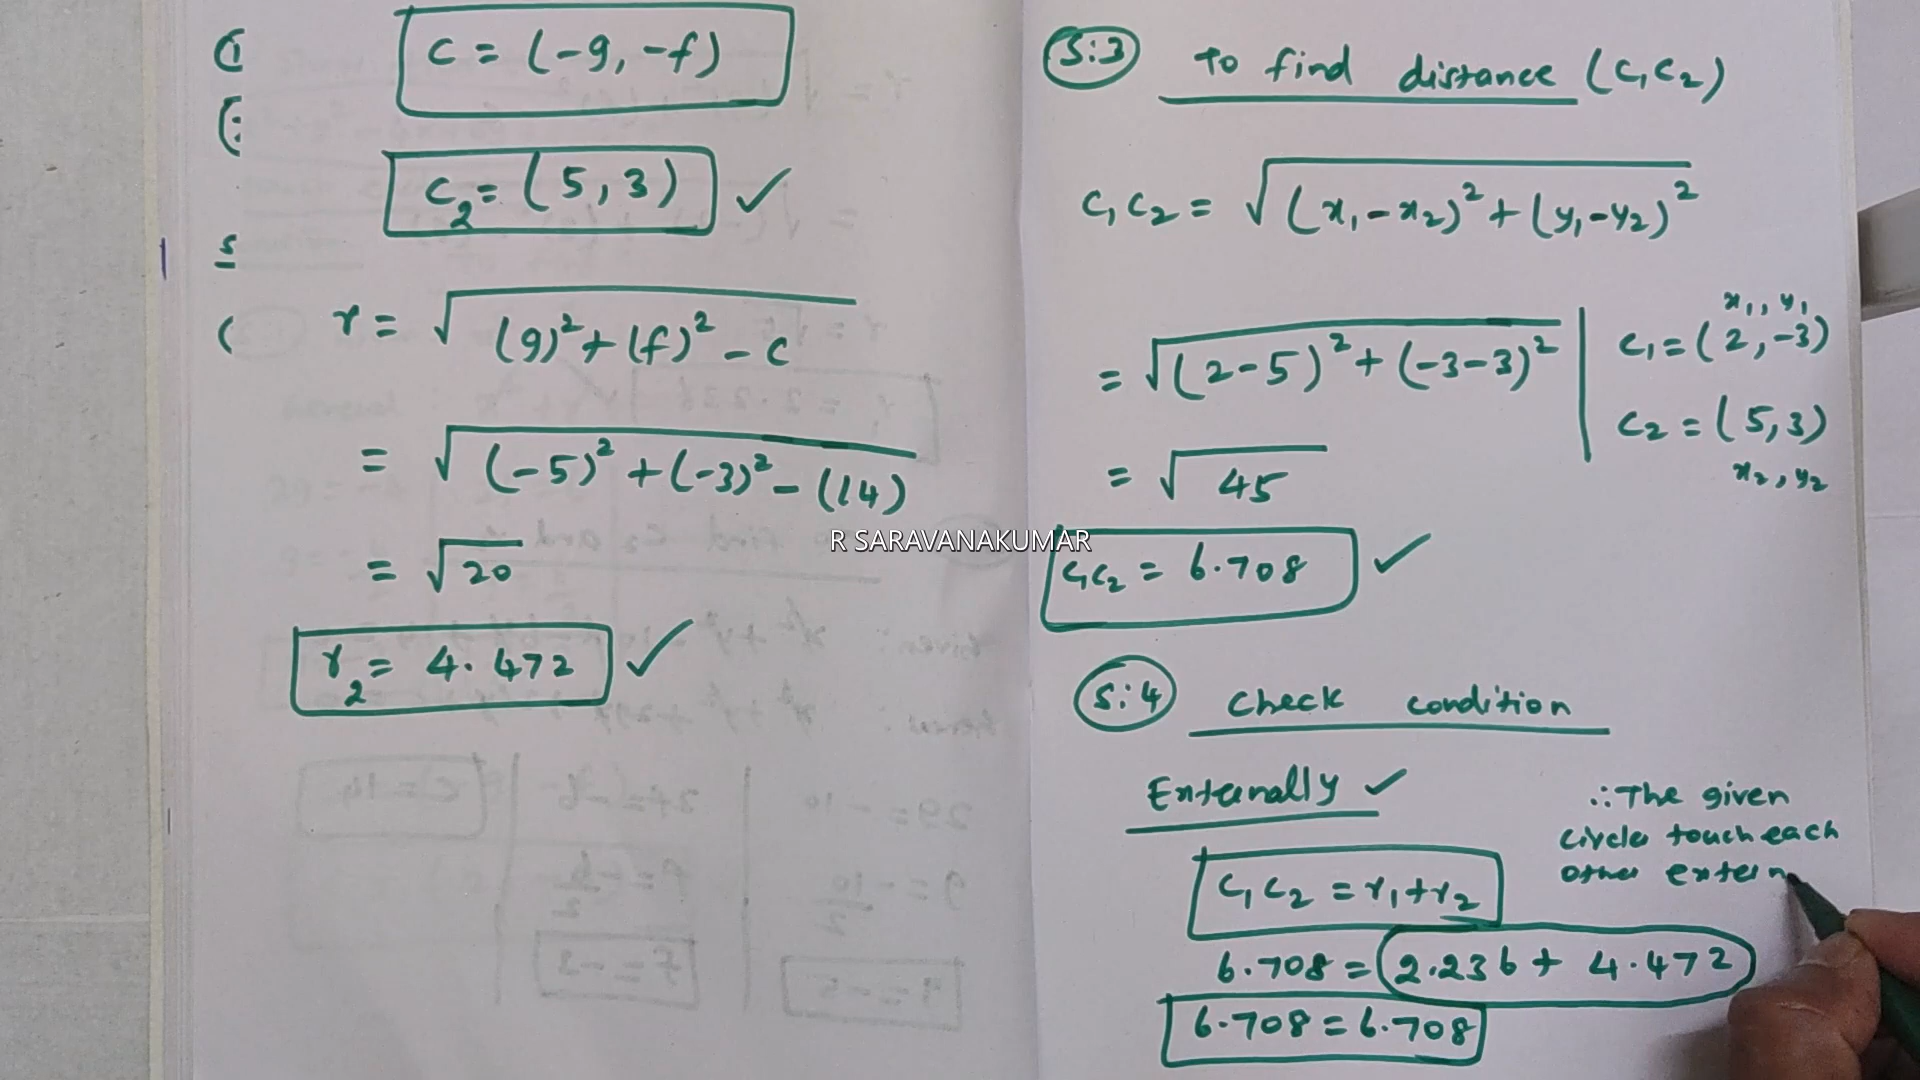 C = (-g, -f)
C₂ = (5, 3) ✓
r = √(g)² + (f)² - c
= √(-5)² + (-3)² - (14)
= √20
r₂ = 4.472 ✓
S:3 To find distance (C₁C₂)
C₁C₂ = √(x₁-x₂)² + (y₁-y₂)²
= √(2-5)² + (-3-3)²
x₁, y₁
C₁ = (2, -3)
C₂ = (5, 3)
x₂, y₂
= √45
R SARAVANAKUMAR
C₁C₂ = 6.708 ✓
S:4 Check condition
Externally ✓
C₁C₂ = r₁+r₂
6.708 = 2.236 + 4.472
6.708 = 6.708
∴ The given
circles touch each
other extern